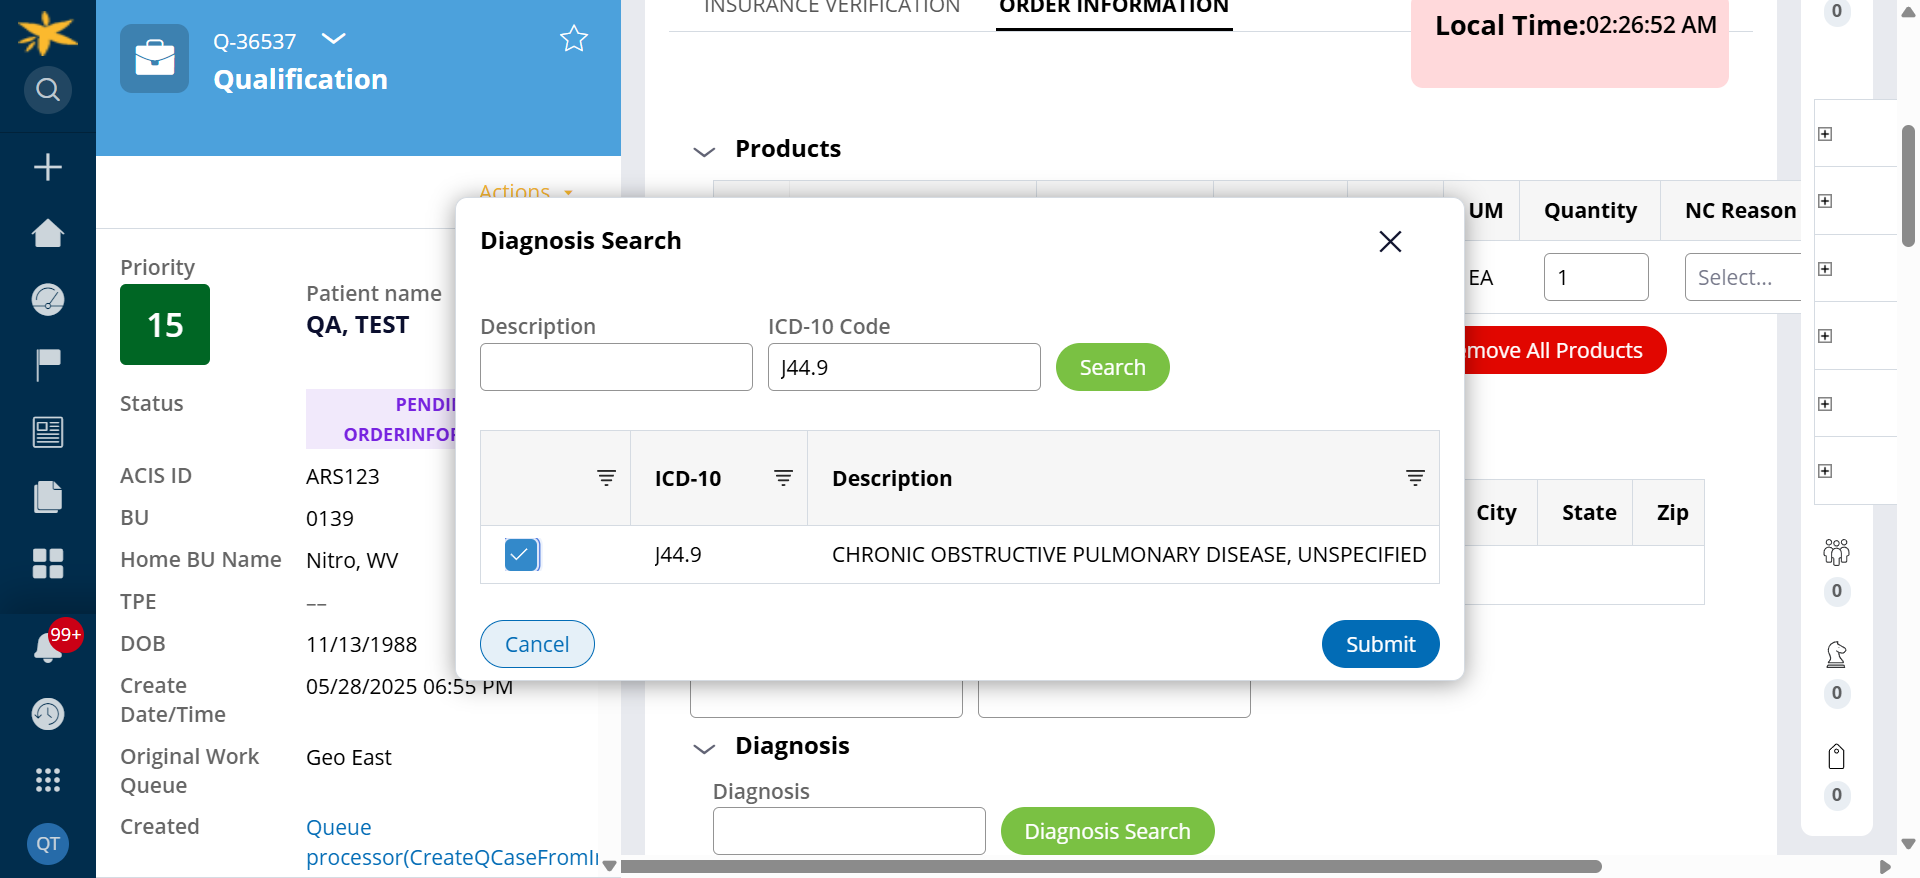 Q-36537
Qualification
Actions
Priority
15
Patient name
QA, TEST
Status
PENDI
ORDERINFOR
ACIS ID
ARS123
BU
0139
Home BU Name
Nitro, WV
TPE
––
DOB
11/13/1988
Create
Date/Time
05/28/2025 06:55 PM
Original Work
Queue
Geo East
Created
Queue
processor(CreateQCaseFromI
99+
QT
INSURANCE VERIFICATION
ORDER INFORMATION
Local Time:02:26:52 AM
Products
UM
Quantity
NC Reason
EA
1
Select...
emove All Products
City
State
Zip
Diagnosis Search
Description
ICD-10 Code
J44.9
Search
ICD-10
Description
J44.9
CHRONIC OBSTRUCTIVE PULMONARY DISEASE, UNSPECIFIED
Cancel
Submit
Diagnosis
Diagnosis
Diagnosis Search
0
0
0
0